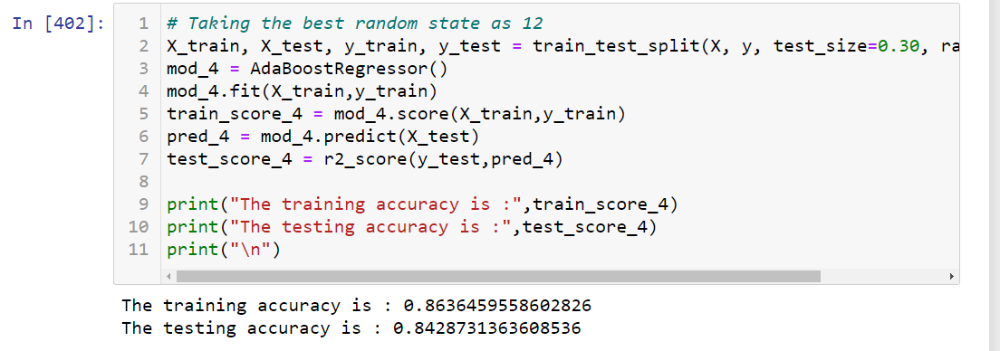 In [402]:
1 # Taking the best random state as 12
2 X_train, X_test, y_train, y_test = train_test_split(X, y, test_size=0.30, ra
3 mod_4 = AdaBoostRegressor()
4 mod_4.fit(X_train,y_train)
5 train_score_4 = mod_4.score(X_train,y_train)
6 pred_4 = mod_4.predict(X_test)
7 test_score_4 = r2_score(y_test,pred_4)
8
9 print("The training accuracy is :",train_score_4)
10 print("The testing accuracy is :",test_score_4)
11 print("\n")
The training accuracy is : 0.8636459558602826
The testing accuracy is : 0.8428731363608536